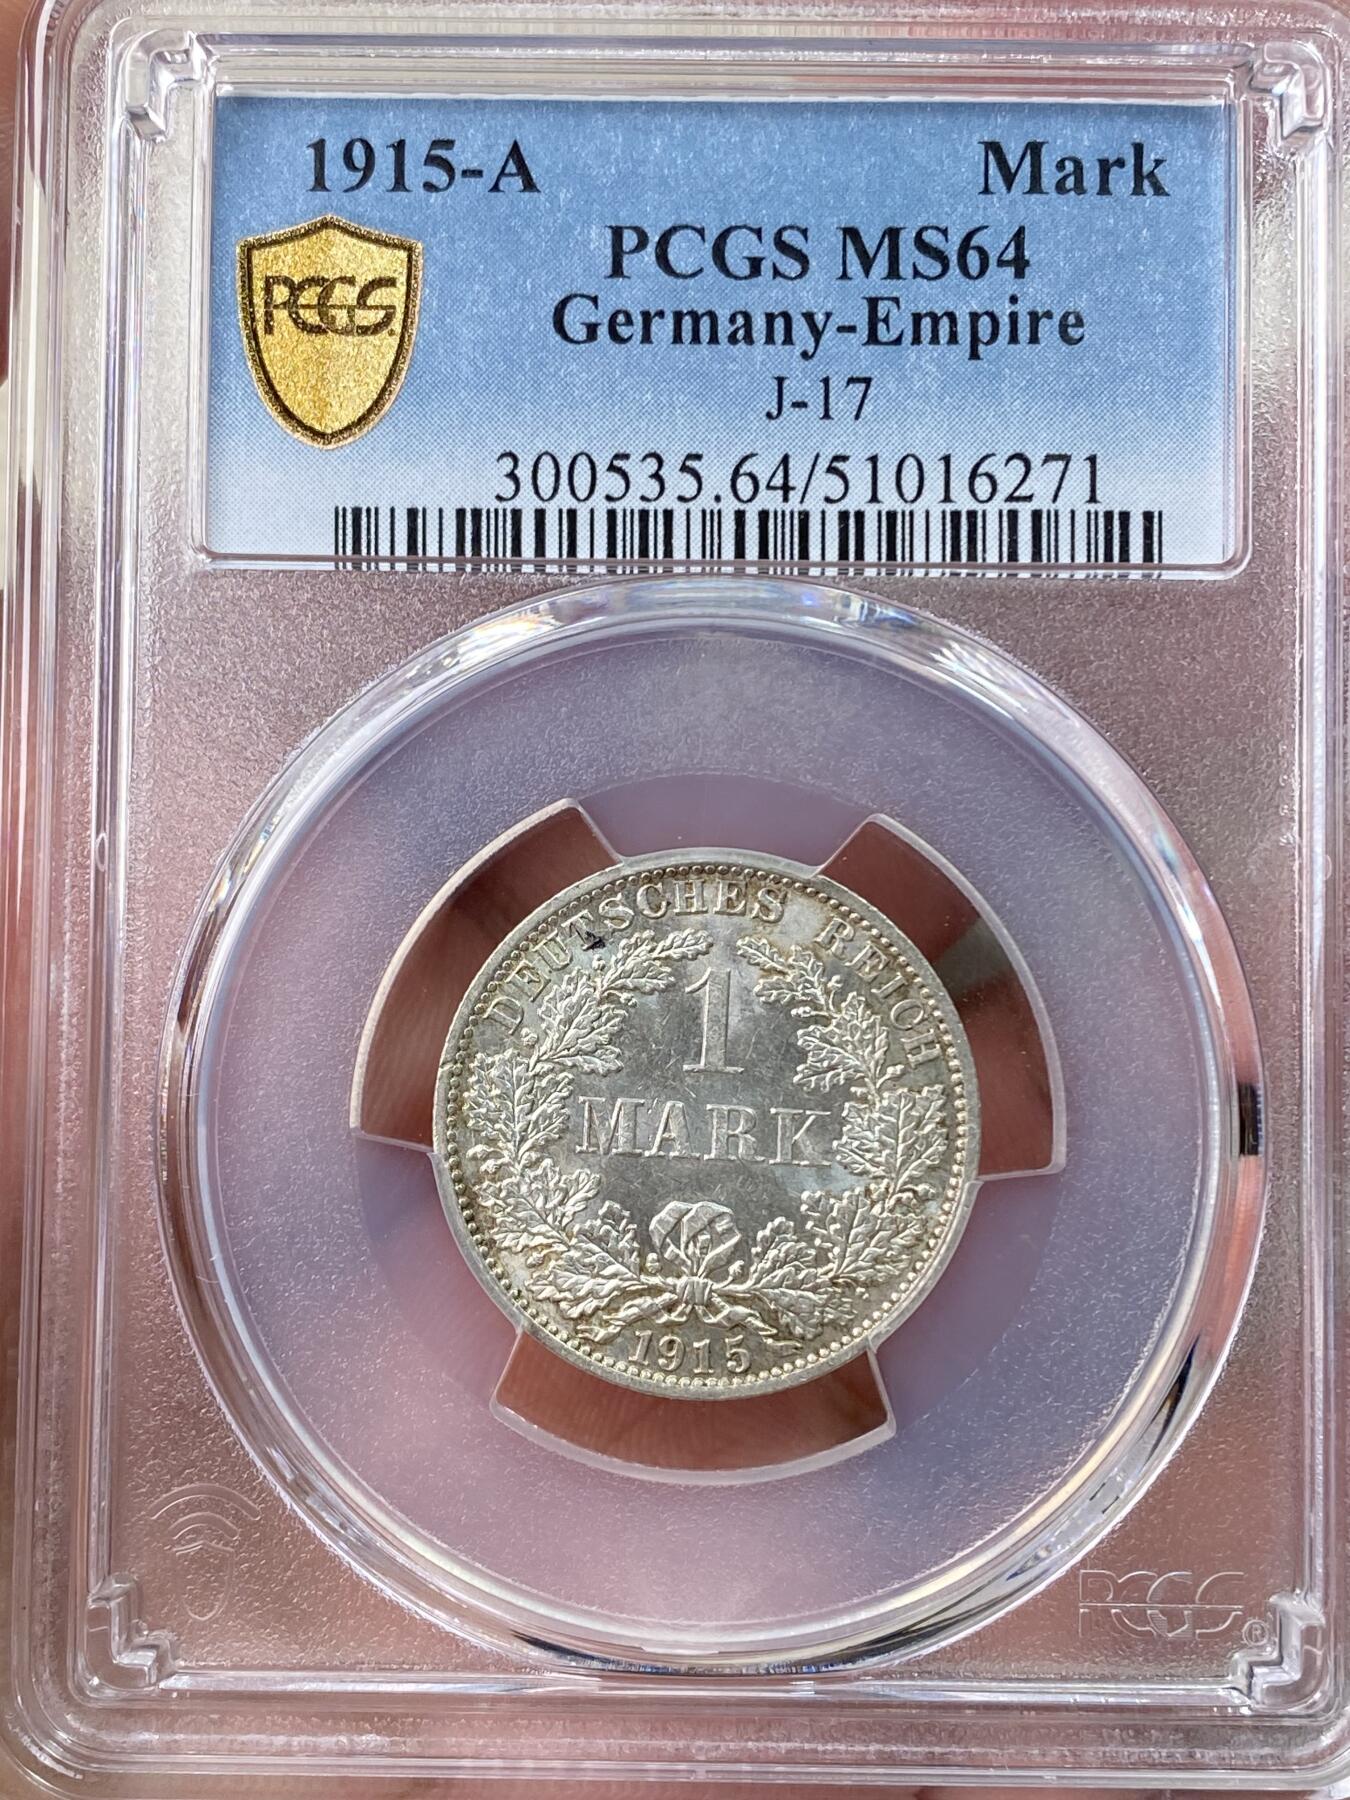 1915-A Mark
PCGS MS64
Germany-Empire
PCGS
J-17
300535.64/51016271
DEUTSCHES REICH
1
MARK
1915
PCGS ®